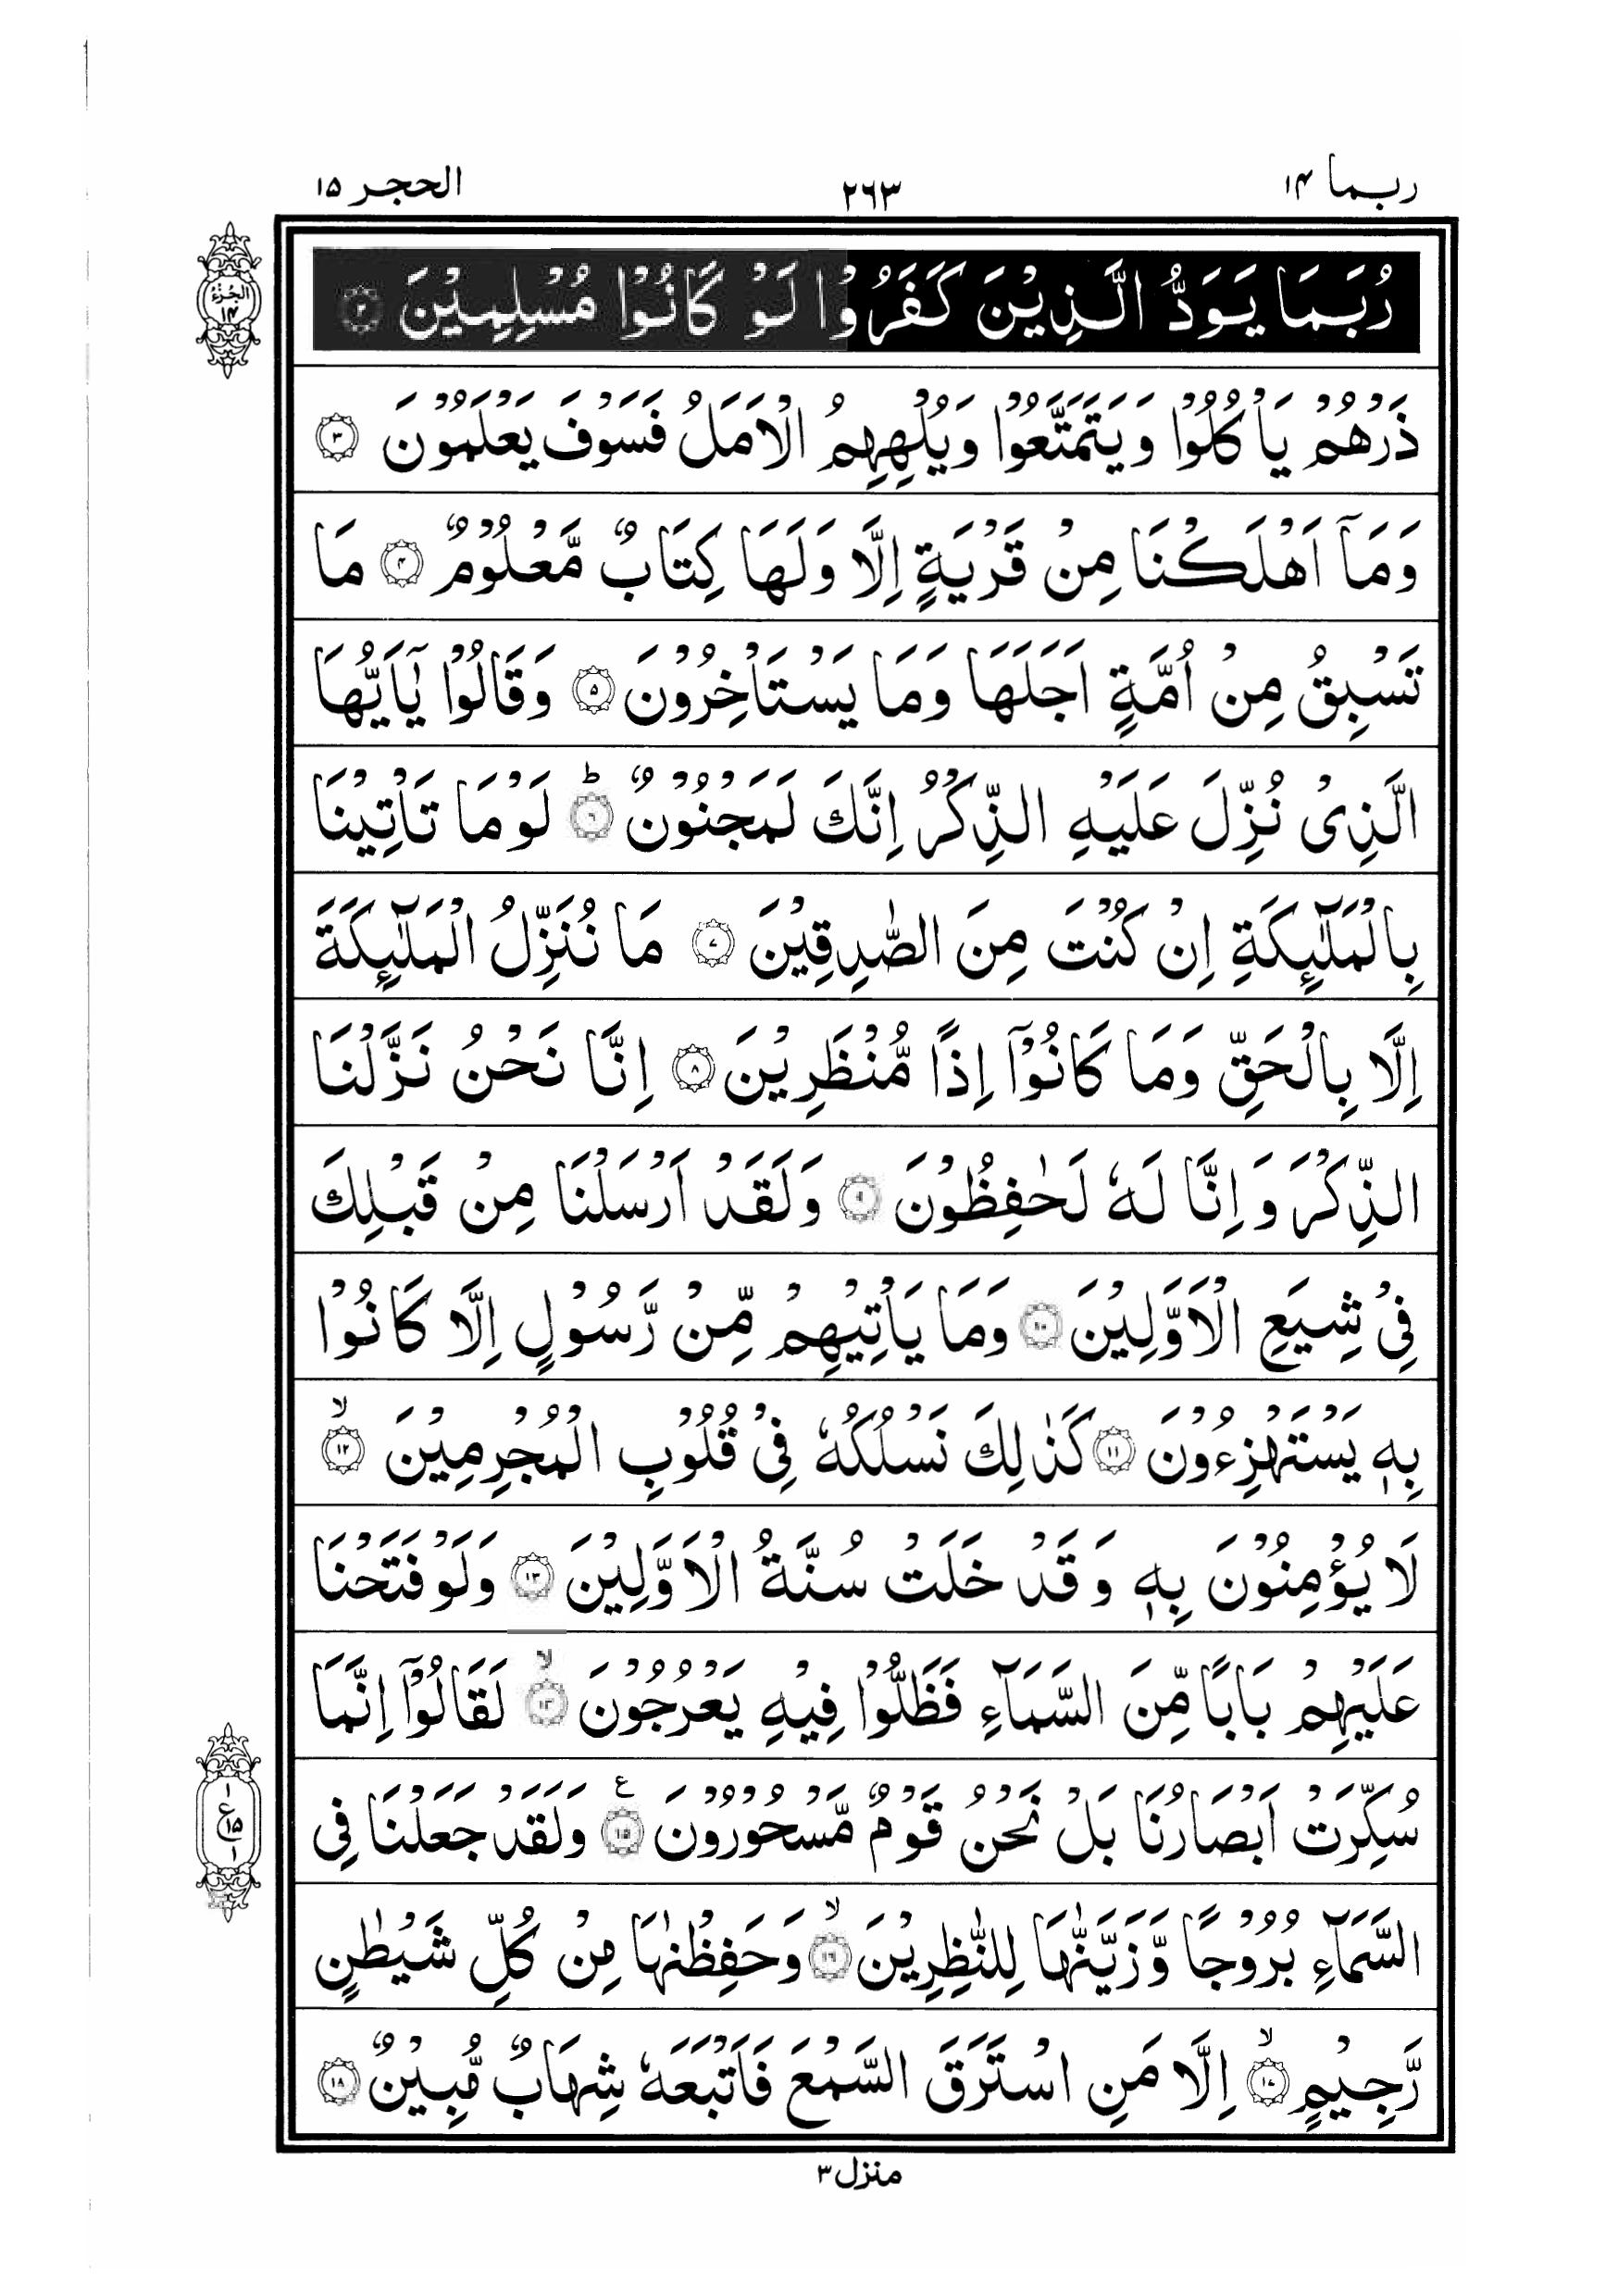 ربما ۱۴
۲۶۳
الحجر ۱۵
الجزء ۱۴
رُبَمَا يَوَدُّ الَّذِيْنَ كَفَرُوْا لَوْ كَانُوْا مُسْلِمِيْنَ ۲
ذَرْهُمْ يَاْكُلُوْا وَيَتَمَتَّعُوْا وَيُلْهِهِمُ الْاَمَلُ فَسَوْفَ يَعْلَمُوْنَ ۳
وَمَآ اَهْلَكْنَا مِنْ قَرْيَةٍ اِلَّا وَلَهَا كِتَابٌ مَّعْلُوْمٌ ۴ مَا
تَسْبِقُ مِنْ اُمَّةٍ اَجَلَهَا وَمَا يَسْتَاْخِرُوْنَ ۵ وَقَالُوْا يٰٓاَيُّهَا
الَّذِىْ نُزِّلَ عَلَيْهِ الذِّكْرُ اِنَّكَ لَمَجْنُوْنٌ ۶ؕ لَوْ مَا تَاْتِيْنَا
بِالْمَلٰٓئِكَةِ اِنْ كُنْتَ مِنَ الصّٰدِقِيْنَ ۷ مَا نُنَزِّلُ الْمَلٰٓئِكَةَ
اِلَّا بِالْحَقِّ وَمَا كَانُوْٓا اِذًا مُّنْظَرِيْنَ ۸ اِنَّا نَحْنُ نَزَّلْنَا
الذِّكْرَ وَاِنَّا لَهٗ لَحٰفِظُوْنَ ۹ وَلَقَدْ اَرْسَلْنَا مِنْ قَبْلِكَ
فِىْ شِيَعِ الْاَوَّلِيْنَ ۱۰ وَمَا يَاْتِيْهِمْ مِّنْ رَّسُوْلٍ اِلَّا كَانُوْا
بِهٖ يَسْتَهْزِءُوْنَ ۱۱ كَذٰلِكَ نَسْلُكُهٗ فِىْ قُلُوْبِ الْمُجْرِمِيْنَ ۱۲ۙ
لَا يُؤْمِنُوْنَ بِهٖ وَقَدْ خَلَتْ سُنَّةُ الْاَوَّلِيْنَ ۱۳ وَلَوْ فَتَحْنَا
عَلَيْهِمْ بَابًا مِّنَ السَّمَآءِ فَظَلُّوْا فِيْهِ يَعْرُجُوْنَ ۱۴ۙ لَقَالُوْٓا اِنَّمَا
سُكِّرَتْ اَبْصَارُنَا بَلْ نَحْنُ قَوْمٌ مَّسْحُوْرُوْنَ ۱۵ ع وَلَقَدْ جَعَلْنَا فِى
السَّمَآءِ بُرُوْجًا وَّزَيَّنّٰهَا لِلنّٰظِرِيْنَ ۱۶ۙ وَحَفِظْنٰهَا مِنْ كُلِّ شَيْطٰنٍ
رَّجِيْمٍ ۱۷ۙ اِلَّا مَنِ اسْتَرَقَ السَّمْعَ فَاَتْبَعَهٗ شِهَابٌ مُّبِيْنٌ ۱۸
۱
ع ۱۵
۱
منزل ۳